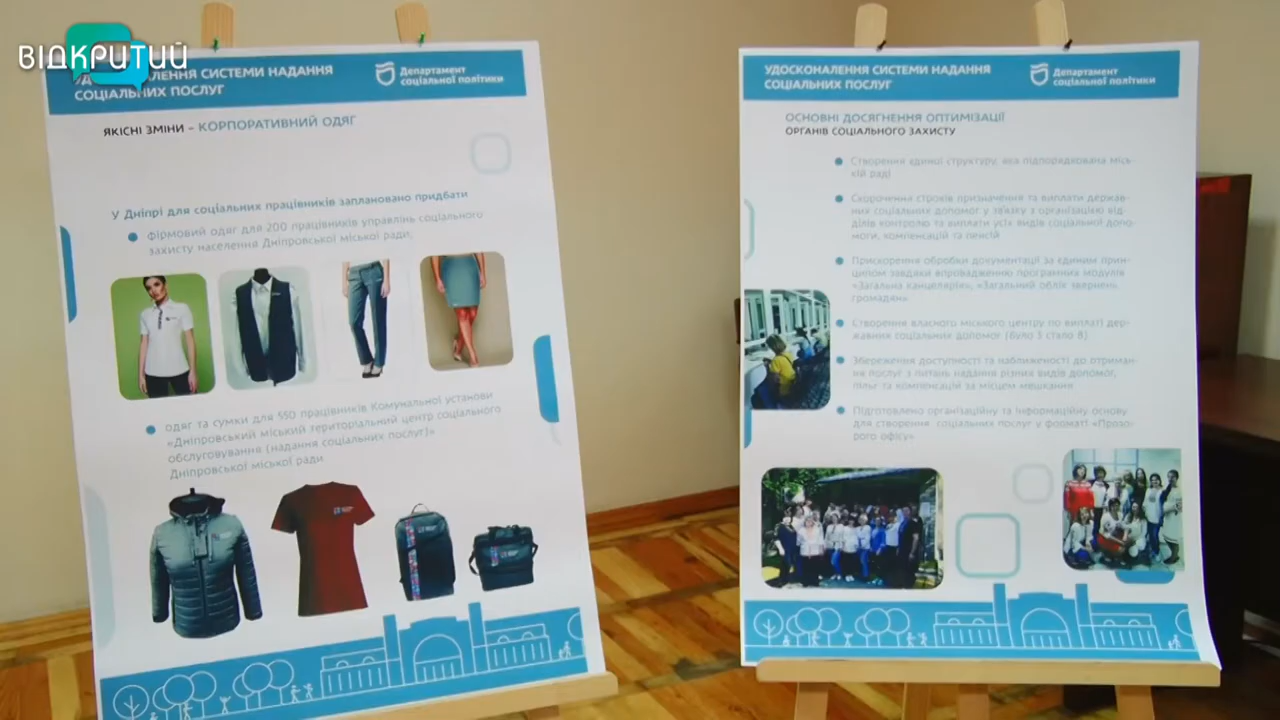 ВІДКРИТИЙ
УДОСКОНАЛЕННЯ СИСТЕМИ НАДАННЯ
СОЦІАЛЬНИХ ПОСЛУГ
Департамент
соціальної політики
ЯКІСНІ ЗМІНИ – КОРПОРАТИВНИЙ ОДЯГ
У Дніпрі для соціальних працівників заплановано придбати
фірмовий одяг для 200 працівників управлінь соціального
захисту населення Дніпровської міської ради;
одяг та сумки для 550 працівників Комунальної установи
«Дніпровський міський територіальний центр соціального
обслуговування (надання соціальних послуг)»
Дніпровської міської ради
УДОСКОНАЛЕННЯ СИСТЕМИ НАДАННЯ
СОЦІАЛЬНИХ ПОСЛУГ
Департамент
соціальної політики
ОСНОВНІ ДОСЯГНЕННЯ ОПТИМІЗАЦІЇ
ОРГАНІВ СОЦІАЛЬНОГО ЗАХИСТУ
Створення єдиної структури, яка підпорядкована місь-
кій раді
Скорочення строків призначення та виплати держав-
них соціальних допомог у зв'язку з організацією від-
ділів контролю та виплати усіх видів соціальної допо-
моги, компенсацій та пенсій
Прискорення обробки документації за єдиним прин-
ципом завдяки впровадженню програмних модулів
«Загальна канцелярія», «Загальний облік звернень
громадян»
Створення власного міського центру по виплаті дер-
жавних соціальних допомог (було 5 стало 8)
Збереження доступності та наближеності до отриман-
ня послуг з питань надання різних видів допомог,
пільг та компенсацій за місцем мешкання
Підготовлено організаційну та інформаційну основу
для створення соціальних послуг у форматі «Прозо-
рого офісу»